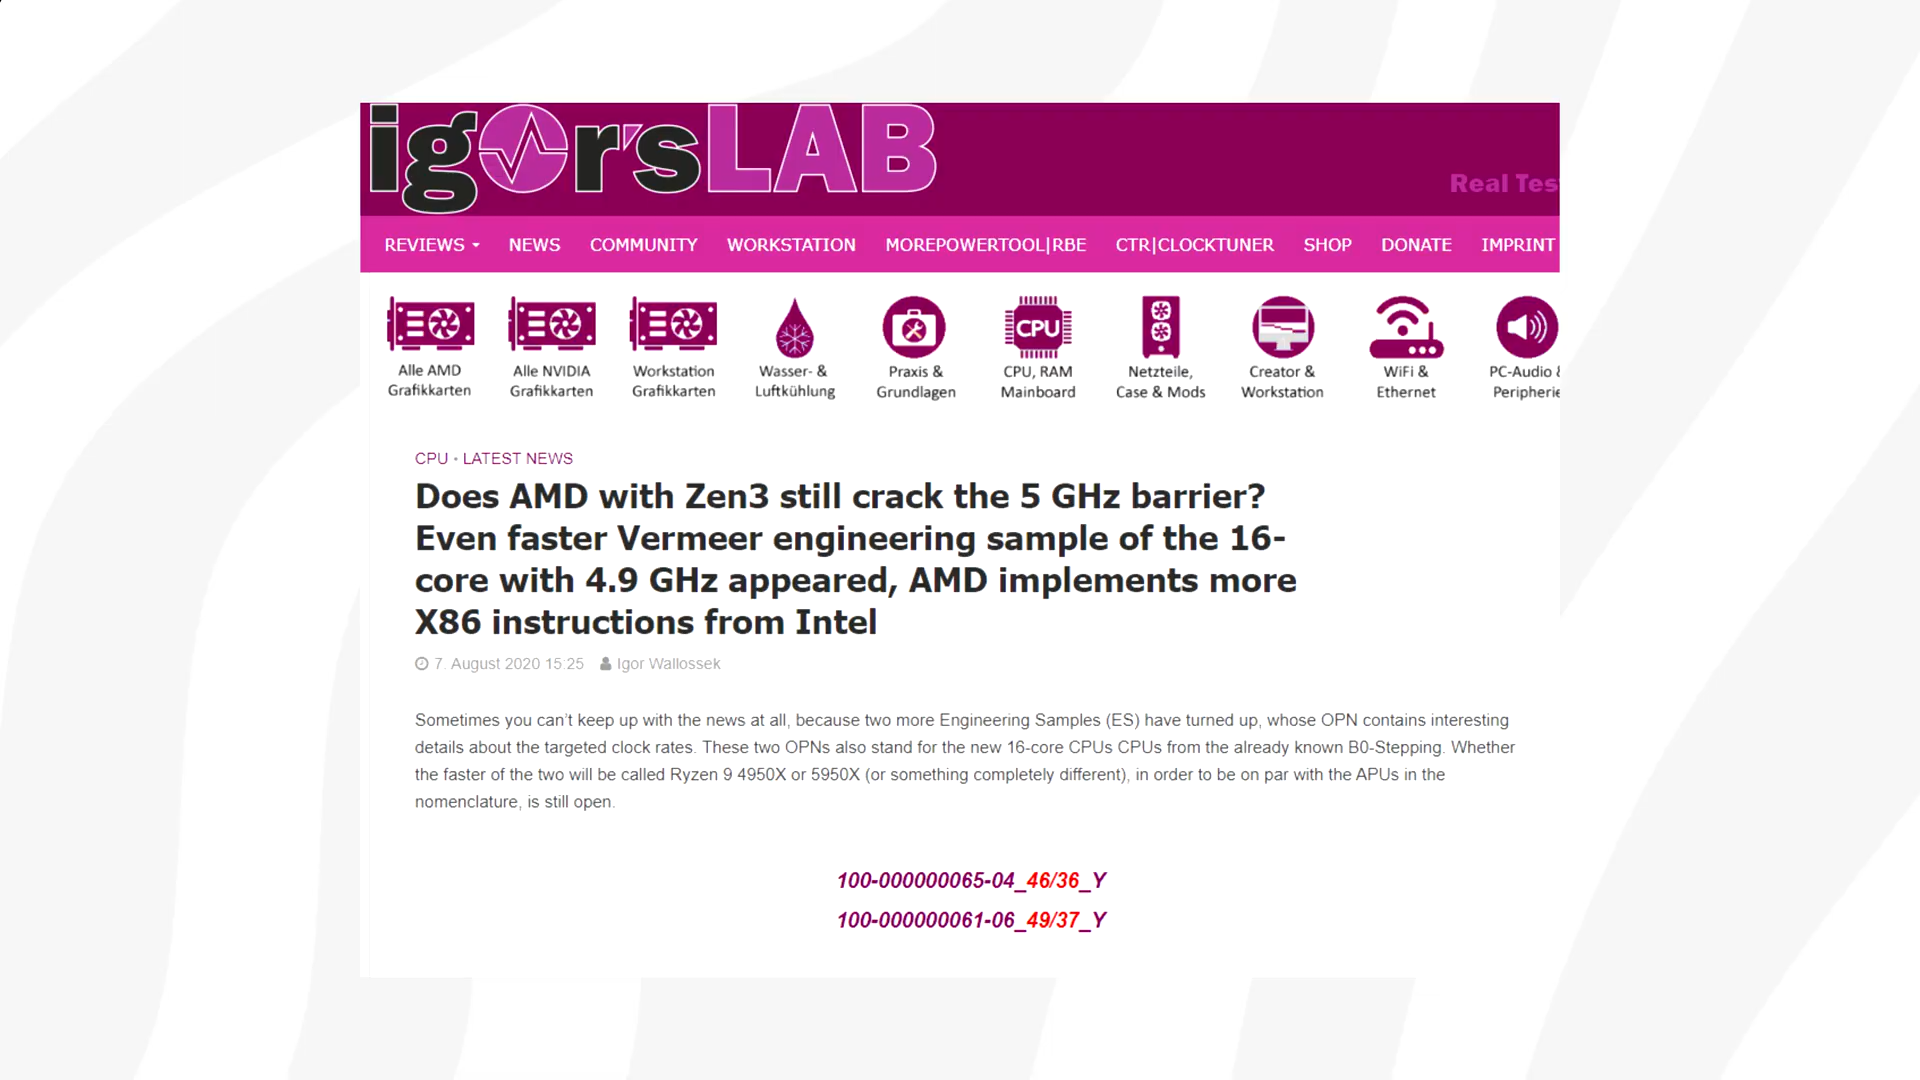 igor'sLAB
Real Tes
REVIEWS NEWS COMMUNITY WORKSTATION MOREPOWERTOOL|RBE CTR|CLOCKTUNER SHOP DONATE IMPRINT
CPU
Alle AMD
Grafikkarten
Alle NVIDIA
Grafikkarten
Workstation
Grafikkarten
Wasser- &
Luftkühlung
Praxis &
Grundlagen
CPU, RAM
Mainboard
Netzteile,
Case & Mods
Creator &
Workstation
WiFi &
Ethernet
PC-Audio &
Peripherie
CPU • LATEST NEWS
Does AMD with Zen3 still crack the 5 GHz barrier?
Even faster Vermeer engineering sample of the 16-
core with 4.9 GHz appeared, AMD implements more
X86 instructions from Intel
7. August 2020 15:25 Igor Wallossek
Sometimes you can't keep up with the news at all, because two more Engineering Samples (ES) have turned up, whose OPN contains interesting
details about the targeted clock rates. These two OPNs also stand for the new 16-core CPUs CPUs from the already known B0-Stepping. Whether
the faster of the two will be called Ryzen 9 4950X or 5950X (or something completely different), in order to be on par with the APUs in the
nomenclature, is still open.
100-000000065-04_46/36_Y
100-000000061-06_49/37_Y